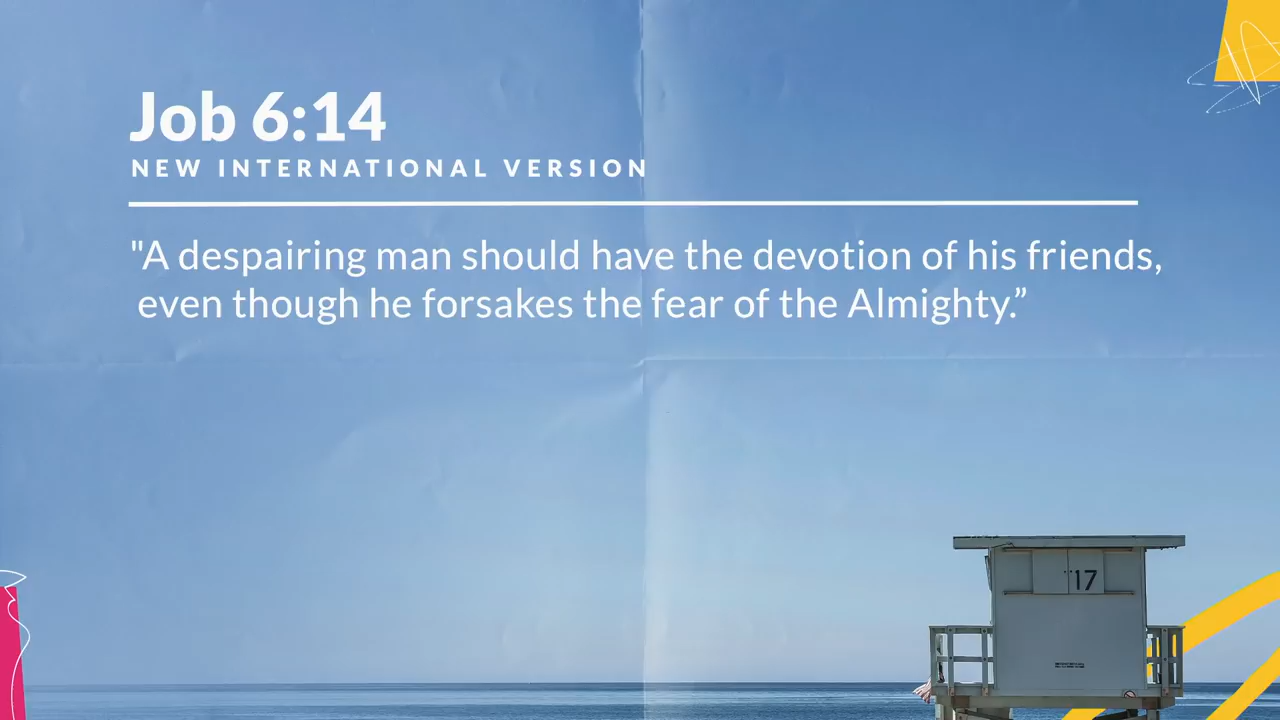 Job 6:14
NEW INTERNATIONAL VERSION
"A despairing man should have the devotion of his friends,
even though he forsakes the fear of the Almighty.”
17